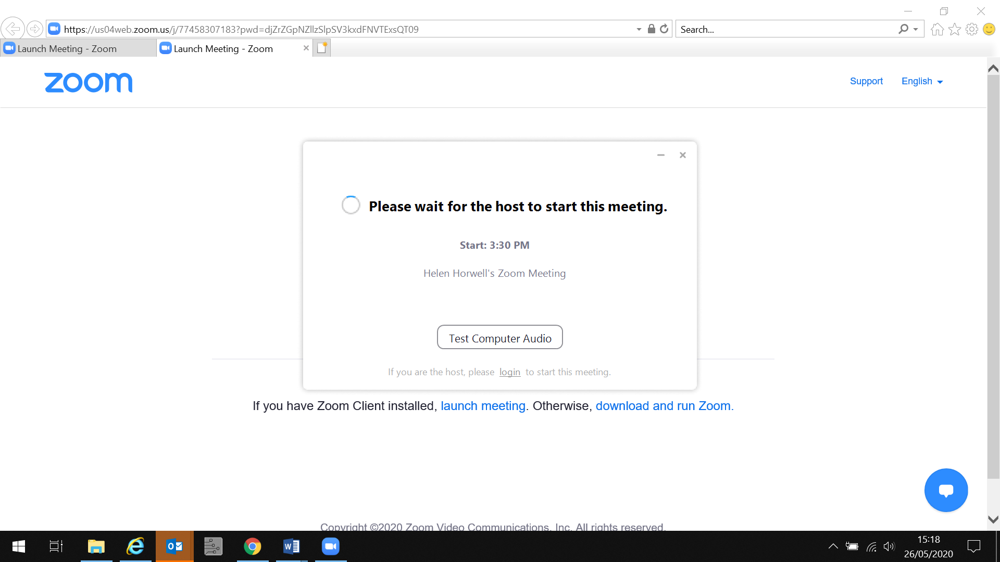 https://us04web.zoom.us/j/77458307183?pwd=djZrZGpNZllzSlpSV3kxdFNVTExsQT09
Search...
Launch Meeting - Zoom
Launch Meeting - Zoom
zoom
Support
English
Please wait for the host to start this meeting.
Start: 3:30 PM
Helen Horwell's Zoom Meeting
Test Computer Audio
If you are the host, please login to start this meeting.
If you have Zoom Client installed, launch meeting. Otherwise, download and run Zoom.
Copyright ©2020 Zoom Video Communications, Inc. All rights reserved.
15:18
26/05/2020